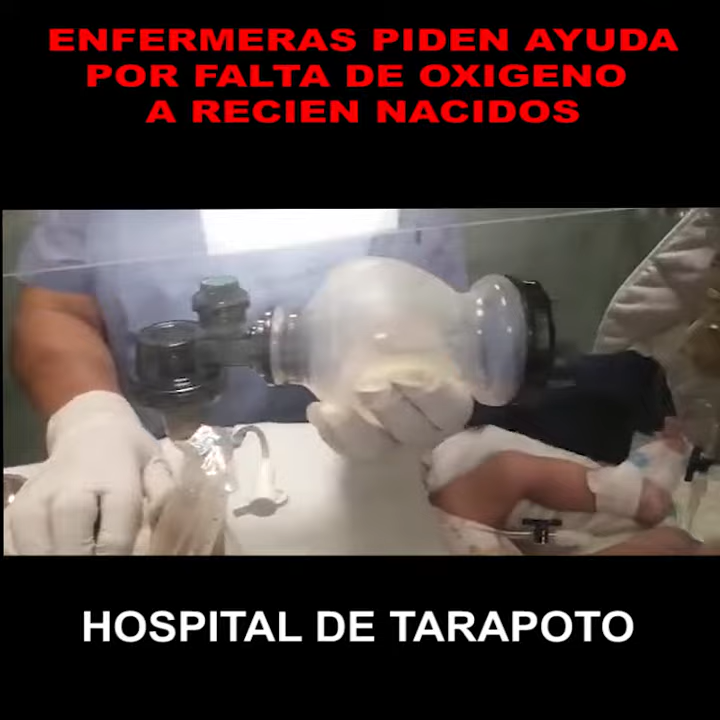 ENFERMERAS PIDEN AYUDA
POR FALTA DE OXIGENO
A RECIEN NACIDOS
HOSPITAL DE TARAPOTO